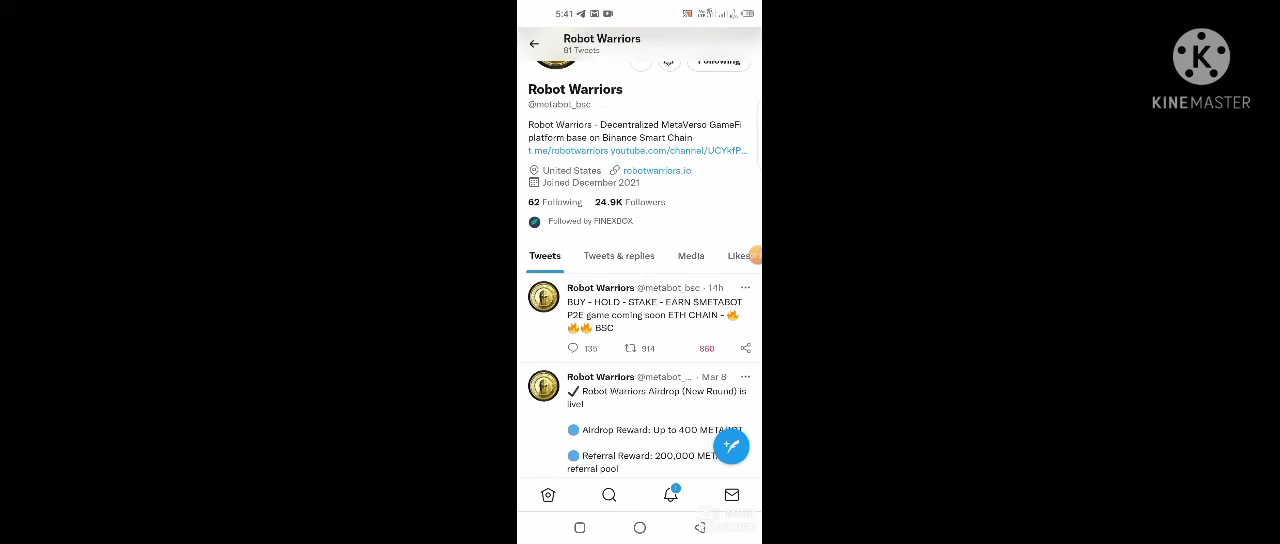 5:41
Robot Warriors
81 Tweets
KINEMASTER
Following
Robot Warriors
@metabot_bsc
Robot Warriors - Decentralized MetaVerso GameFi
platform base on Binance Smart Chain
t.me/robotwarriors youtube.com/channel/UCYkfP...
United States robotwarriors.io
Joined December 2021
62 Following 24.9K Followers
Followed by FINEXBOX
Tweets Tweets & replies Media Likes
Robot Warriors @metabot_bsc · 14h
BUY - HOLD - STAKE - EARN SMETABOT
P2E game coming soon ETH CHAIN - 🔥
🔥🔥 BSC
135 914 860
Robot Warriors @metabot_... · Mar 8
✔ Robot Warriors Airdrop (New Round) is
live!
🔵 Airdrop Reward: Up to 400 METABOT
🔵 Referral Reward: 200,000
referral pool
1